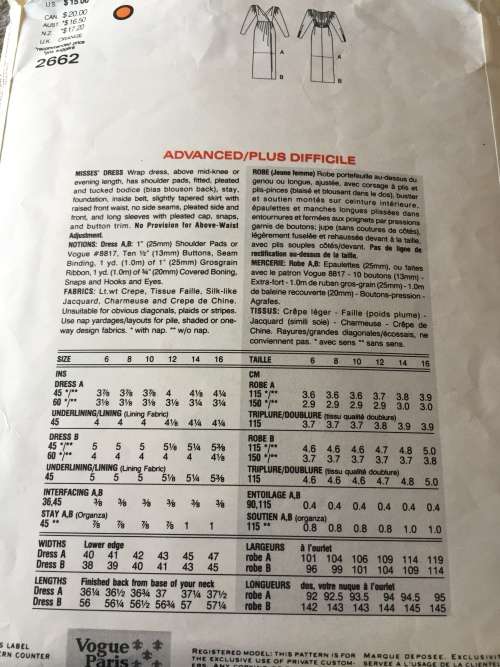 U.S. $15.00
CAN. $20.00
AUST. *$16.50
N.Z. *$17.20
U.K. ORANGE
*recommended price
2662
A
B
A
B
ADVANCED/PLUS DIFFICILE
MISSES' DRESS Wrap dress, above mid-knee or
evening length, has shoulder pads, fitted, pleated
and tucked bodice (bias blouson back), stay,
foundation, inside belt, slightly tapered skirt with
raised front waist, no side seams, pleated side and
front, and long sleeves with pleated cap, snaps,
and button trim. No Provision for Above-Waist
Adjustment.
NOTIONS: Dress A,B: 1" (25mm) Shoulder Pads or
Vogue #8817, Ten ½" (13mm) Buttons, Seam
Binding, 1 yd. (1.0m) of 1" (25mm) Grosgrain
Ribbon, 1 yd. (1.0m) of ¾" (20mm) Covered Boning,
Snaps and Hooks and Eyes.
FABRICS: Lt.wt Crepe, Tissue Faille, Silk-like
Jacquard, Charmeuse and Crepe de Chine.
Unsuitable for obvious diagonals, plaids or stripes.
Use nap yardages/layouts for pile, shaded or one-
way design fabrics. * with nap. ** w/o nap.
ROBE (Jeune femme) Robe portefeuille au-dessus du
genou ou longue, ajustée, avec corsage à plis et
plis-pinces (biaisé et blousant dans le dos), bustier
et soutien montés sur ceinture intérieure,
épaulettes et manches longues plissées dans
entournures et fermées aux poignets par pressions
garnis de boutons; jupe (sans coutures de côtés),
légèrement fuselée et rehaussée devant à la taille,
avec plis souples côtés/devant. Pas de ligne de
rectification au-dessus de la taille.
MERCERIE: Robe A,B: Epaulettes (25mm), ou faites
avec le patron Vogue 8817 - 10 boutons (13mm) -
Extra-fort - 1.0m de ruban gros-grain (25mm) - 1.0m
de baleine recouverte (20mm) - Boutons-pression -
Agrafes.
TISSUS: Crêpe léger - Faille (poids plume) -
Jacquard (simili soie) - Charmeuse - Crêpe de
Chine. Rayures/grandes diagonales/écossais, ne
conviennent pas. * avec sens ** sans sens.
SIZE 6 8 10 12 14 16
INS
DRESS A
45 */** 3⅞ 3⅞ 3⅞ 4 4⅛ 4¼
60 */** 3⅛ 3⅛ 3⅛ 3⅛ 3¼ 3¼
UNDERLINING/LINING (Lining Fabric)
45 4 4 4 4⅛ 4¼ 4¼
DRESS B
45 */** 5 5 5 5⅛ 5¼ 5⅜
60 */** 4 4 4 4 4 4⅛
UNDERLINING/LINING (Lining Fabric)
45 5 5 5 5⅛ 5¼ 5⅜
INTERFACING A,B
36,45 ⅜ ⅜ ⅜ ⅜ ⅜ ⅜
STAY A,B (Organza)
45 ** ⅞ ⅞ ⅞ ⅞ 1 1
WIDTHS Lower edge
Dress A 40 41 42 43 45 47
Dress B 38 39 40 41 43 45
LENGTHS Finished back from base of your neck
Dress A 36¼ 36½ 36¾ 37 37¼ 37½
Dress B 56 56¼ 56½ 56¾ 57 57¼
TAILLE 6 8 10 12 14 16
CM
ROBE A
115 */** 3.6 3.6 3.6 3.7 3.8 3.9
150 */** 2.9 2.9 2.9 2.9 3.0 3.0
TRIPLURE/DOUBLURE (tissu qualité doublure)
115 3.7 3.7 3.7 3.8 3.9 3.9
ROBE B
115 */** 4.6 4.6 4.6 4.7 4.8 5.0
150 */** 3.7 3.7 3.7 3.7 3.7 3.8
TRIPLURE/DOUBLURE (tissu qualité doublure)
115 4.6 4.6 4.6 4.7 4.8 5.0
ENTOILAGE A,B
90,115 0.4 0.4 0.4 0.4 0.4 0.4
SOUTIEN A,B (organza)
115 ** 0.8 0.8 0.8 0.8 1.0 1.0
LARGEURS à l'ourlet
robe A 101 104 106 109 114 119
robe B 96 99 101 104 109 114
LONGUEURS dos, votre nuque à l'ourlet
robe A 92 92.5 93.5 94 94.5 95
robe B 142 143 143 144 145 145
S LABEL
RN COUNTER
Vogue
Paris
REGISTERED MODEL: THIS PATTERN IS FOR
THE EXCLUSIVE USE OF PRIVATE CUSTOM-
MARQUE DEPOSEE. EXCLUSIVI
SERVEE A L'USAGE DE LA CLIEN